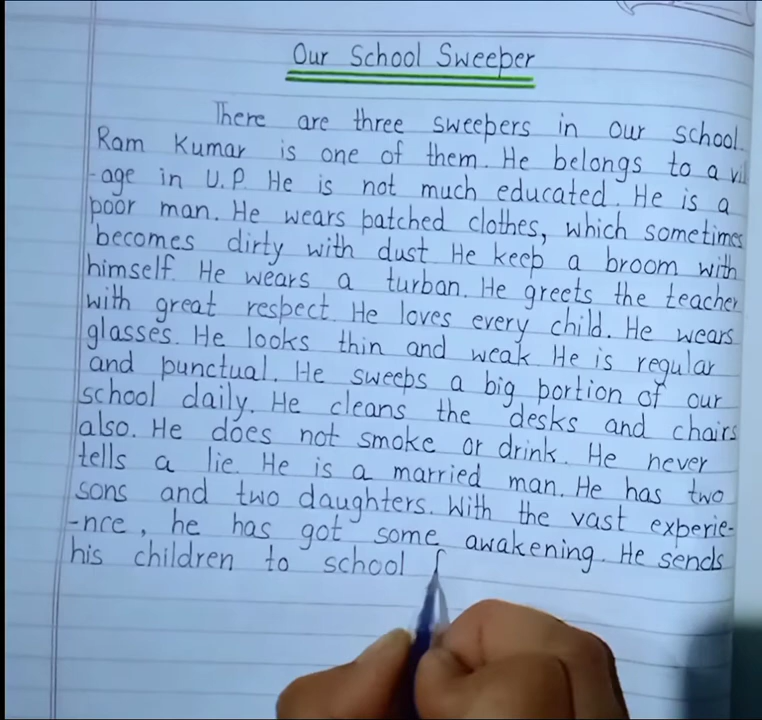 Our School Sweeper
There are three sweepers in our school.
Ram Kumar is one of them. He belongs to a vil
-age in U.P. He is not much educated. He is a
poor man. He wears patched clothes, which sometimes
becomes dirty with dust He keep a broom with
himself. He wears a turban. He greets the teacher
with great respect. He loves every child. He wears
glasses. He looks thin and weak He is regular
and punctual. He sweeps a big portion of our
school daily. He cleans the desks and chairs
also. He does not smoke or drink. He never
tells a lie. He is a married man. He has two
sons and two daughters. With the vast experie-
-nce, he has got some awakening. He sends
his children to school